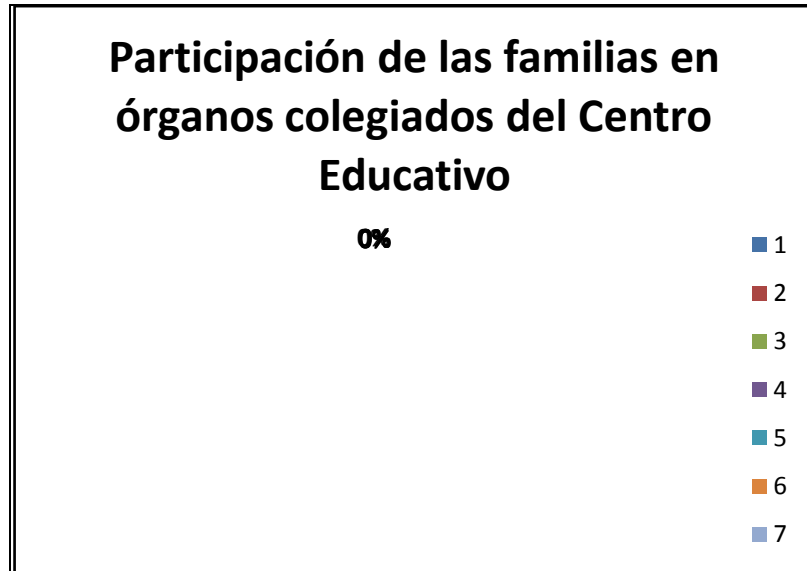 Participación de las familias en
órganos colegiados del Centro
Educativo
0%
1
2
3
4
5
6
7